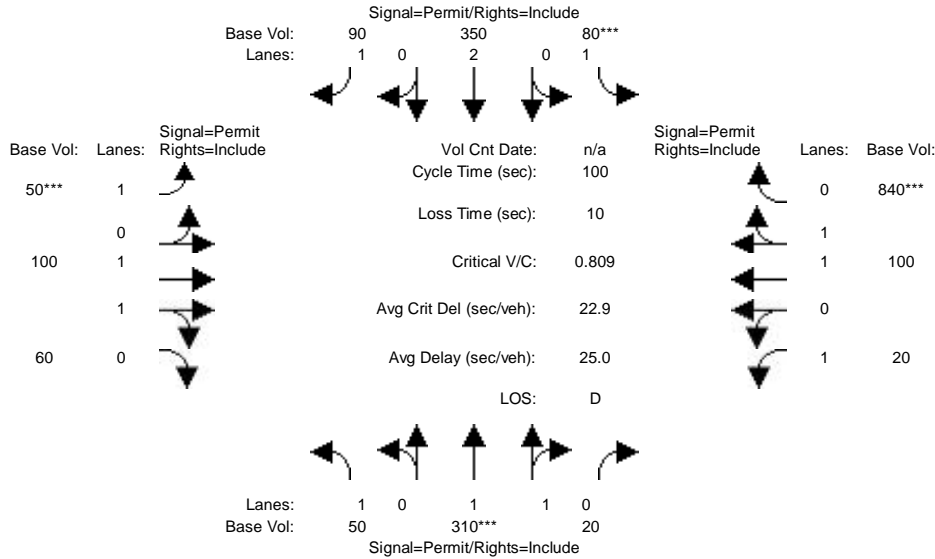 Signal=Permit/Rights=Include
Base Vol: 90 350 80***
Lanes: 1 0 2 0 1
Signal=Permit Signal=Permit
Base Vol: Lanes: Rights=Include Vol Cnt Date: n/a Rights=Include Lanes: Base Vol:
Cycle Time (sec): 100
50*** 1 0 840***
Loss Time (sec): 10
0 1
100 1 Critical V/C: 0.809 1 100
1 Avg Crit Del (sec/veh): 22.9 0
60 0 Avg Delay (sec/veh): 25.0 1 20
LOS: D
Lanes: 1 0 1 1 0
Base Vol: 50 310*** 20
Signal=Permit/Rights=Include